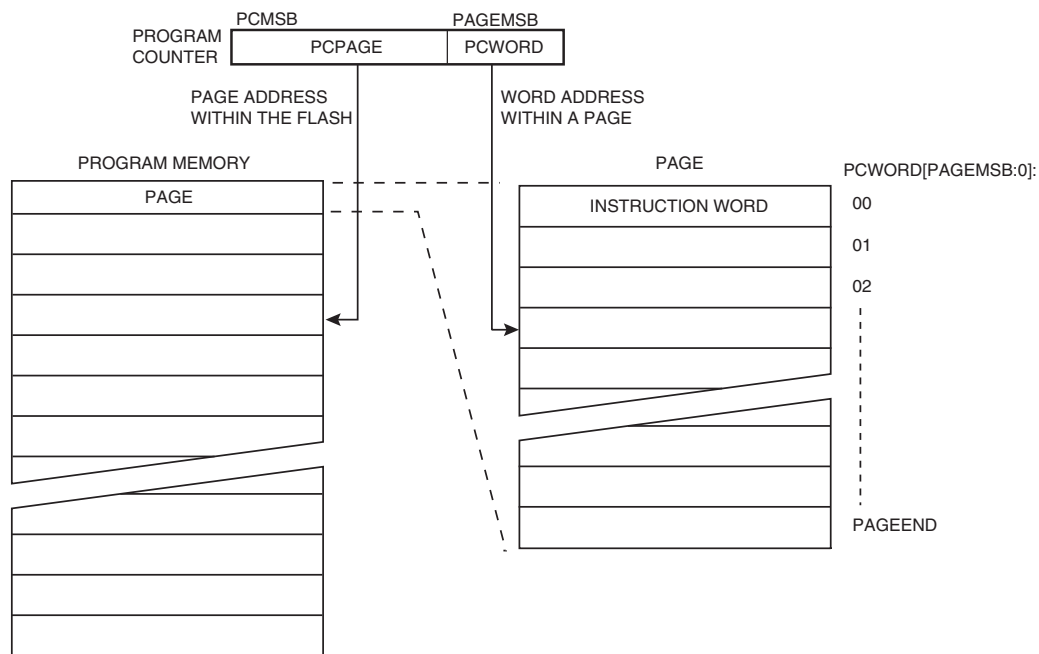 PCMSB
PAGEMSB
PROGRAM
COUNTER
PCPAGE
PCWORD
PAGE ADDRESS
WITHIN THE FLASH
WORD ADDRESS
WITHIN A PAGE
PROGRAM MEMORY
PAGE
PAGE
PCWORD[PAGEMSB:0]:
INSTRUCTION WORD
00
01
02
PAGEEND